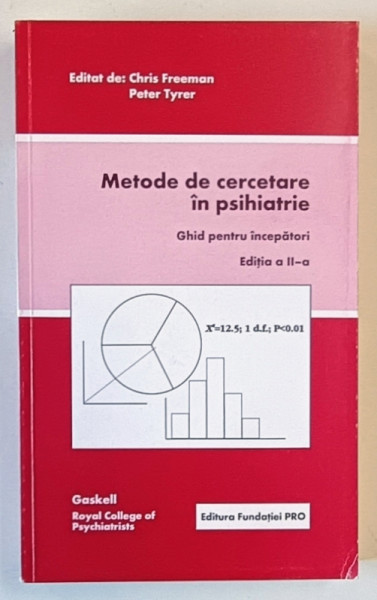 Editat de: Chris Freeman
Peter Tyrer
Metode de cercetare
în psihiatrie
Ghid pentru începători
Ediția a II-a
X²=12.5; 1 d.f.; P<0.01
Gaskell
Royal College of
Psychiatrists
Editura Fundației PRO